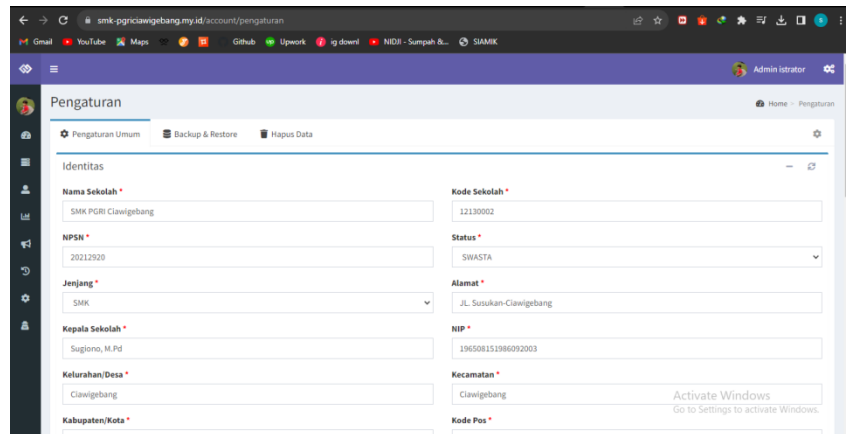 smk-pgriciawigebang.my.id/account/pengaturan
Gmail YouTube Maps Github Upwork ig downl NIDJI - Sumpah &... SIAMIK
Admin istrator
Pengaturan
Home > Pengaturan
Pengaturan Umum Backup & Restore Hapus Data
Identitas
Nama Sekolah * Kode Sekolah *
SMK PGRI Ciawigebang 12130002
NPSN * Status *
20212920 SWASTA
Jenjang * Alamat *
SMK JL. Susukan-Ciawigebang
Kepala Sekolah * NIP *
Sugiono, M.Pd 196508151986092003
Kelurahan/Desa * Kecamatan *
Ciawigebang Ciawigebang
Activate Windows
Go to Settings to activate Windows.
Kabupaten/Kota * Kode Pos *